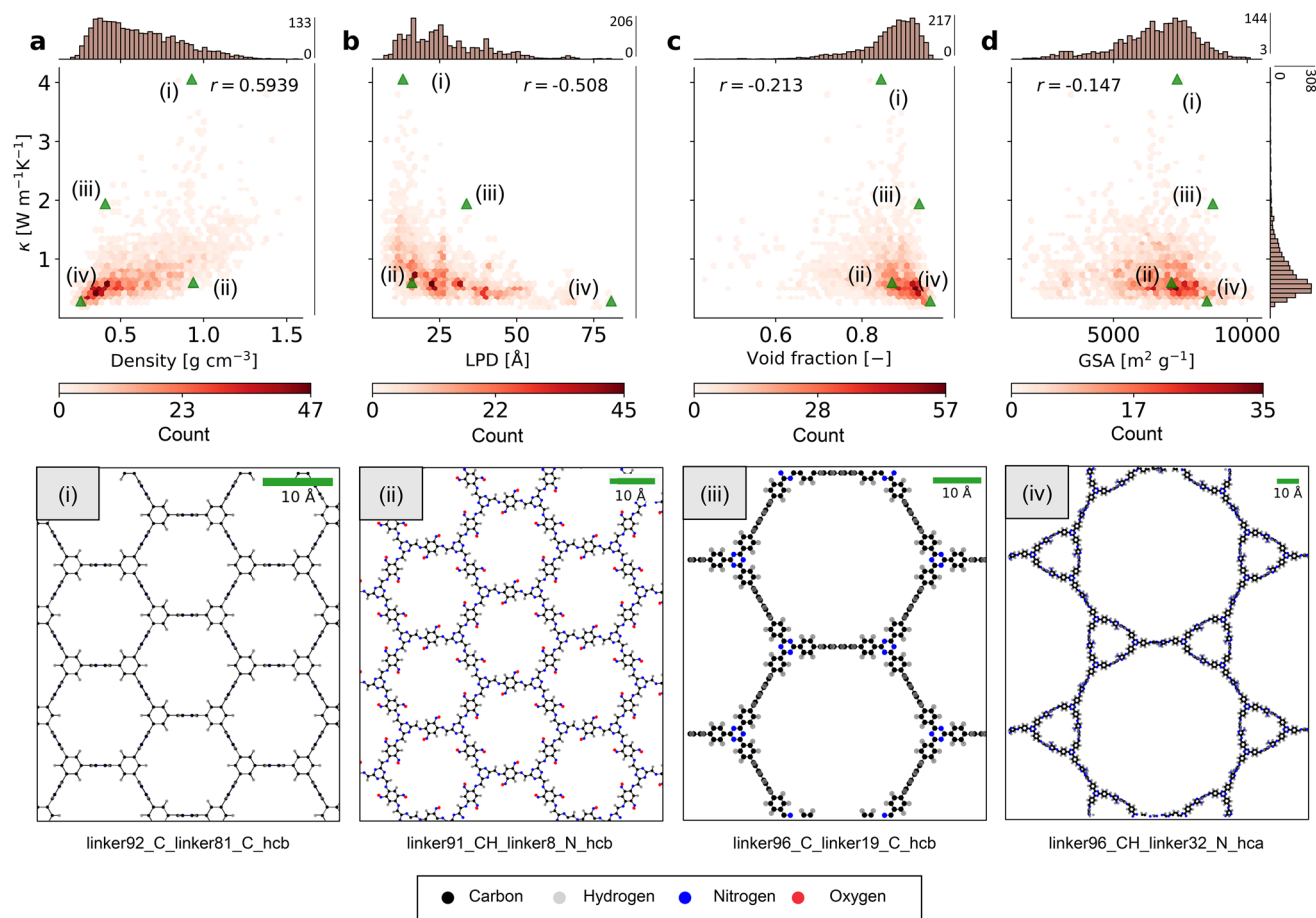 a
133
0
b
206
0
c
217
0
d
144
3
4
3
2
1
κ [W m⁻¹K⁻¹]
r = 0.5939
(i)
(iii)
(iv)
(ii)
0.5
1.0
1.5
Density [g cm⁻³]
r = -0.508
(i)
(iii)
(ii)
(iv)
25
50
75
LPD [Å]
r = -0.213
(i)
(iii)
(ii)
(iv)
0.6
0.8
Void fraction [−]
r = -0.147
(i)
(iii)
(ii)
(iv)
5000
10000
GSA [m² g⁻¹]
0
308
0
23
47
Count
0
22
45
Count
0
28
57
Count
0
17
35
Count
(i)
10 Å
(ii)
10 Å
(iii)
10 Å
(iv)
10 Å
linker92_C_linker81_C_hcb
linker91_CH_linker8_N_hcb
linker96_C_linker19_C_hcb
linker96_CH_linker32_N_hca
Carbon
Hydrogen
Nitrogen
Oxygen